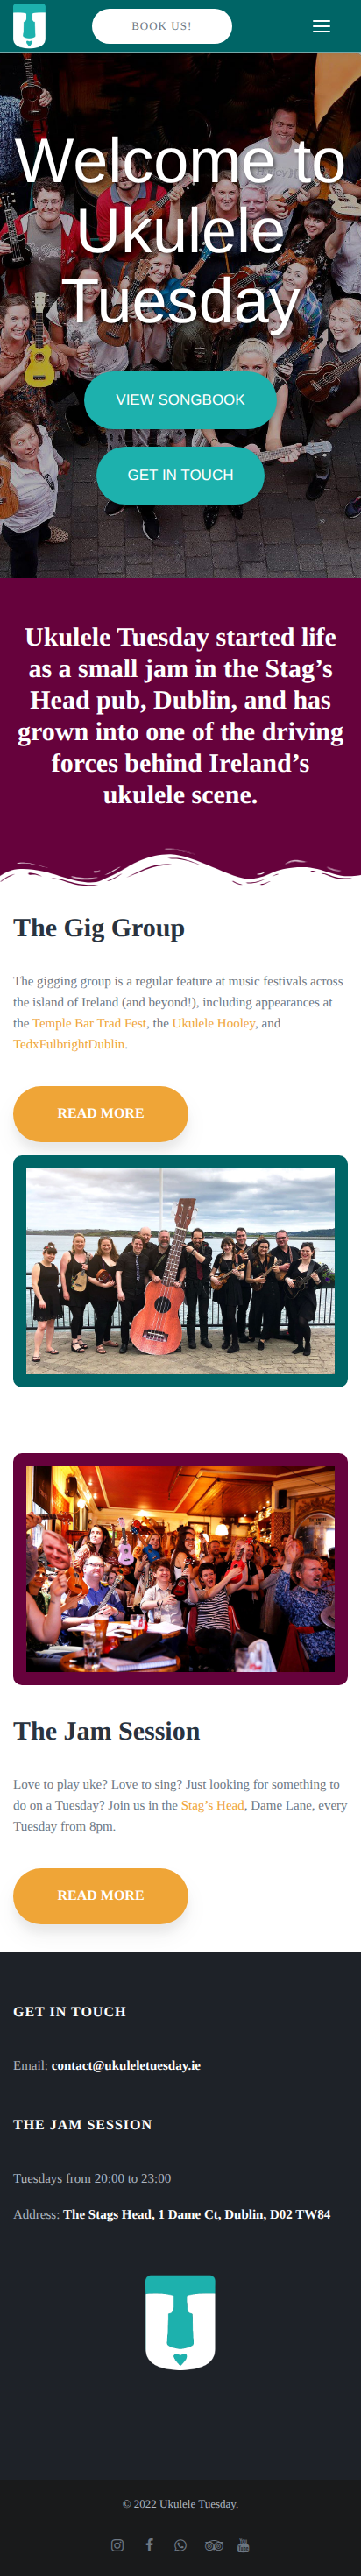 BOOK US!
Welcome to
Ukulele
Tuesday
VIEW SONGBOOK
GET IN TOUCH
Ukulele Tuesday started life
as a small jam in the Stag’s
Head pub, Dublin, and has
grown into one of the driving
forces behind Ireland’s
ukulele scene.
The Gig Group
The gigging group is a regular feature at music festivals across
the island of Ireland (and beyond!), including appearances at
the Temple Bar Trad Fest, the Ukulele Hooley, and
TedxFulbrightDublin.
READ MORE
The Jam Session
Love to play uke? Love to sing? Just looking for something to
do on a Tuesday? Join us in the Stag’s Head, Dame Lane, every
Tuesday from 8pm.
READ MORE
GET IN TOUCH
Email: contact@ukuleletuesday.ie
THE JAM SESSION
Tuesdays from 20:00 to 23:00
Address: The Stags Head, 1 Dame Ct, Dublin, D02 TW84
© 2022 Ukulele Tuesday.